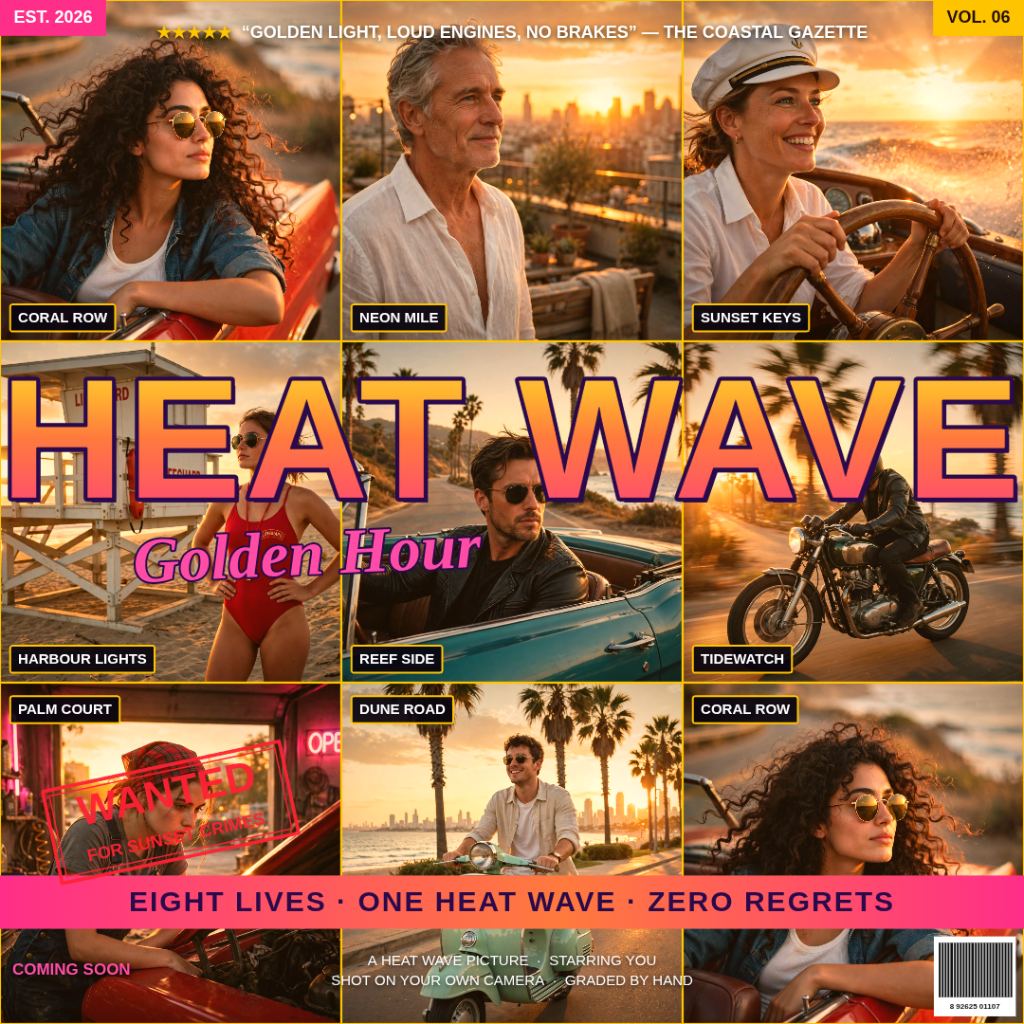 EST. 2026
VOL. 06
★★★★★ “GOLDEN LIGHT, LOUD ENGINES, NO BRAKES” — THE COASTAL GAZETTE
CORAL ROW
NEON MILE
SUNSET KEYS
HEAT WAVE
Golden Hour
HARBOUR LIGHTS
REEF SIDE
TIDEWATCH
PALM COURT
DUNE ROAD
CORAL ROW
WANTED
FOR SUNSET CRIMES
EIGHT LIVES · ONE HEAT WAVE · ZERO REGRETS
COMING SOON
A HEAT WAVE PICTURE · STARRING YOU
SHOT ON YOUR OWN CAMERA · GRADED BY HAND
8 92625 01107